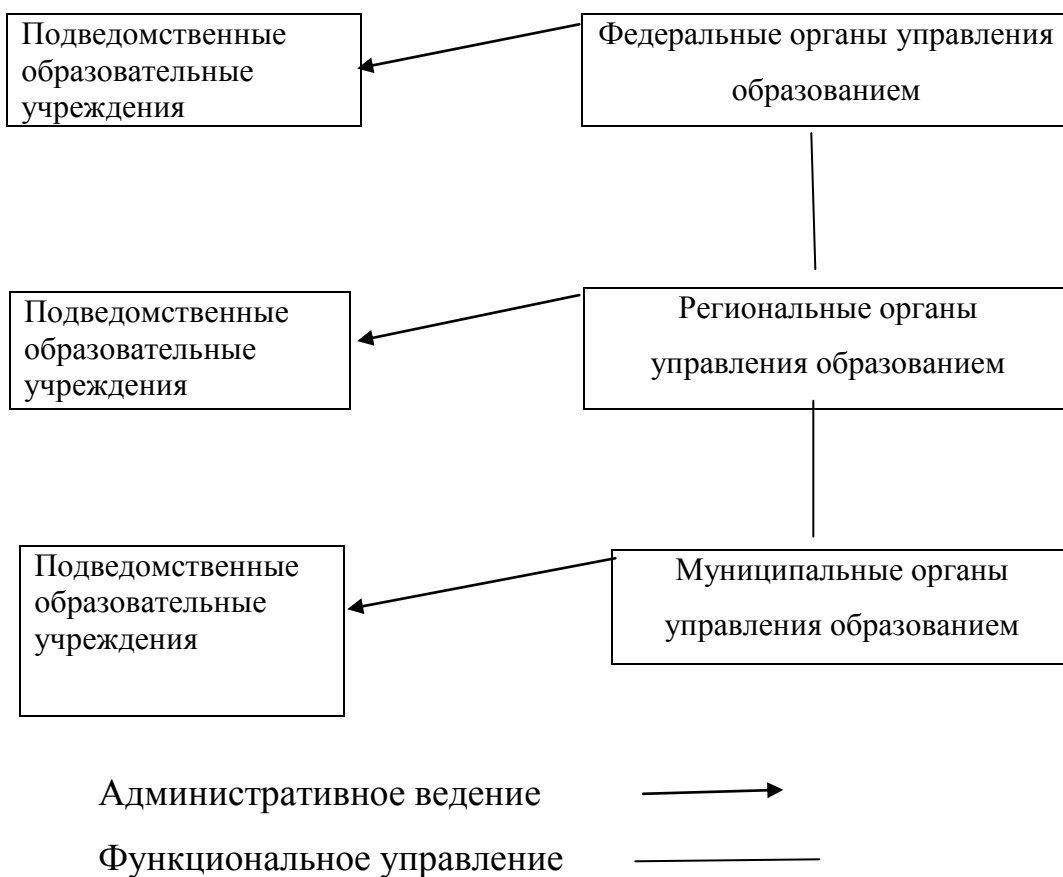 Подведомственные
образовательные
учреждения
Федеральные органы управления
образованием
Подведомственные
образовательные
учреждения
Региональные органы
управления образованием
Подведомственные
образовательные
учреждения
Муниципальные органы
управления образованием
Административное ведение
Функциональное управление